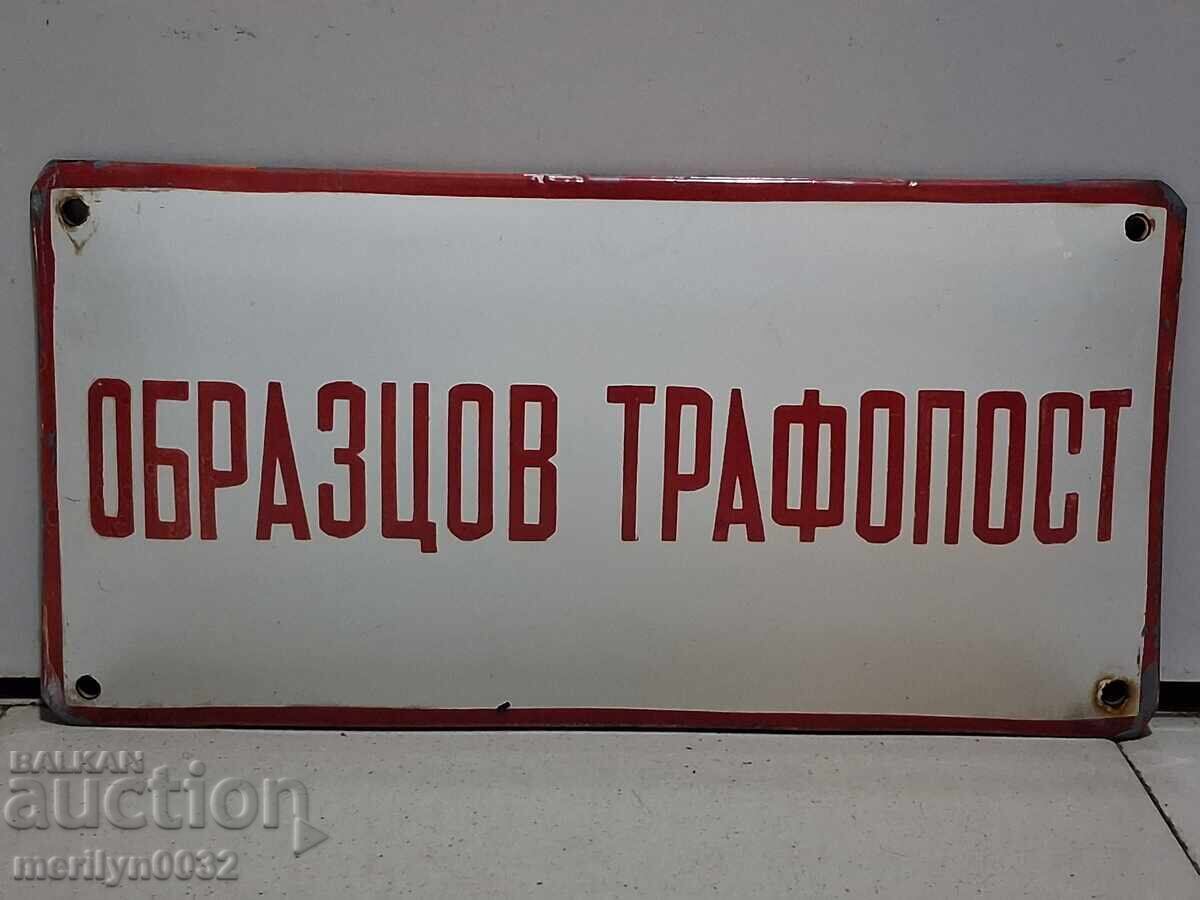 ОБРАЗЦОВ ТРАФОПОСТ
BALKAN
auction
merilyn0032